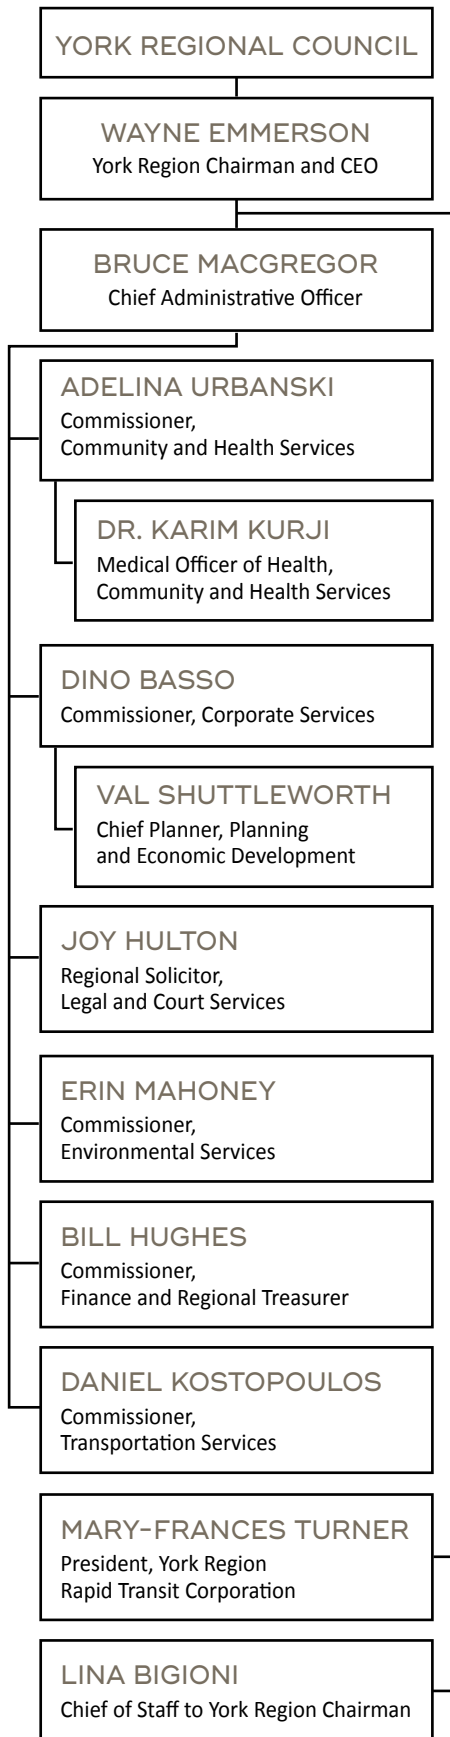 YORK REGIONAL COUNCIL
WAYNE EMMERSON
York Region Chairman and CEO
BRUCE MACGREGOR
Chief Administrative Officer
ADELINA URBANSKI
Commissioner,
Community and Health Services
DR. KARIM KURJI
Medical Officer of Health,
Community and Health Services
DINO BASSO
Commissioner, Corporate Services
VAL SHUTTLEWORTH
Chief Planner, Planning
and Economic Development
JOY HULTON
Regional Solicitor,
Legal and Court Services
ERIN MAHONEY
Commissioner,
Environmental Services
BILL HUGHES
Commissioner,
Finance and Regional Treasurer
DANIEL KOSTOPOULOS
Commissioner,
Transportation Services
MARY-FRANCES TURNER
President, York Region
Rapid Transit Corporation
LINA BIGIONI
Chief of Staff to York Region Chairman